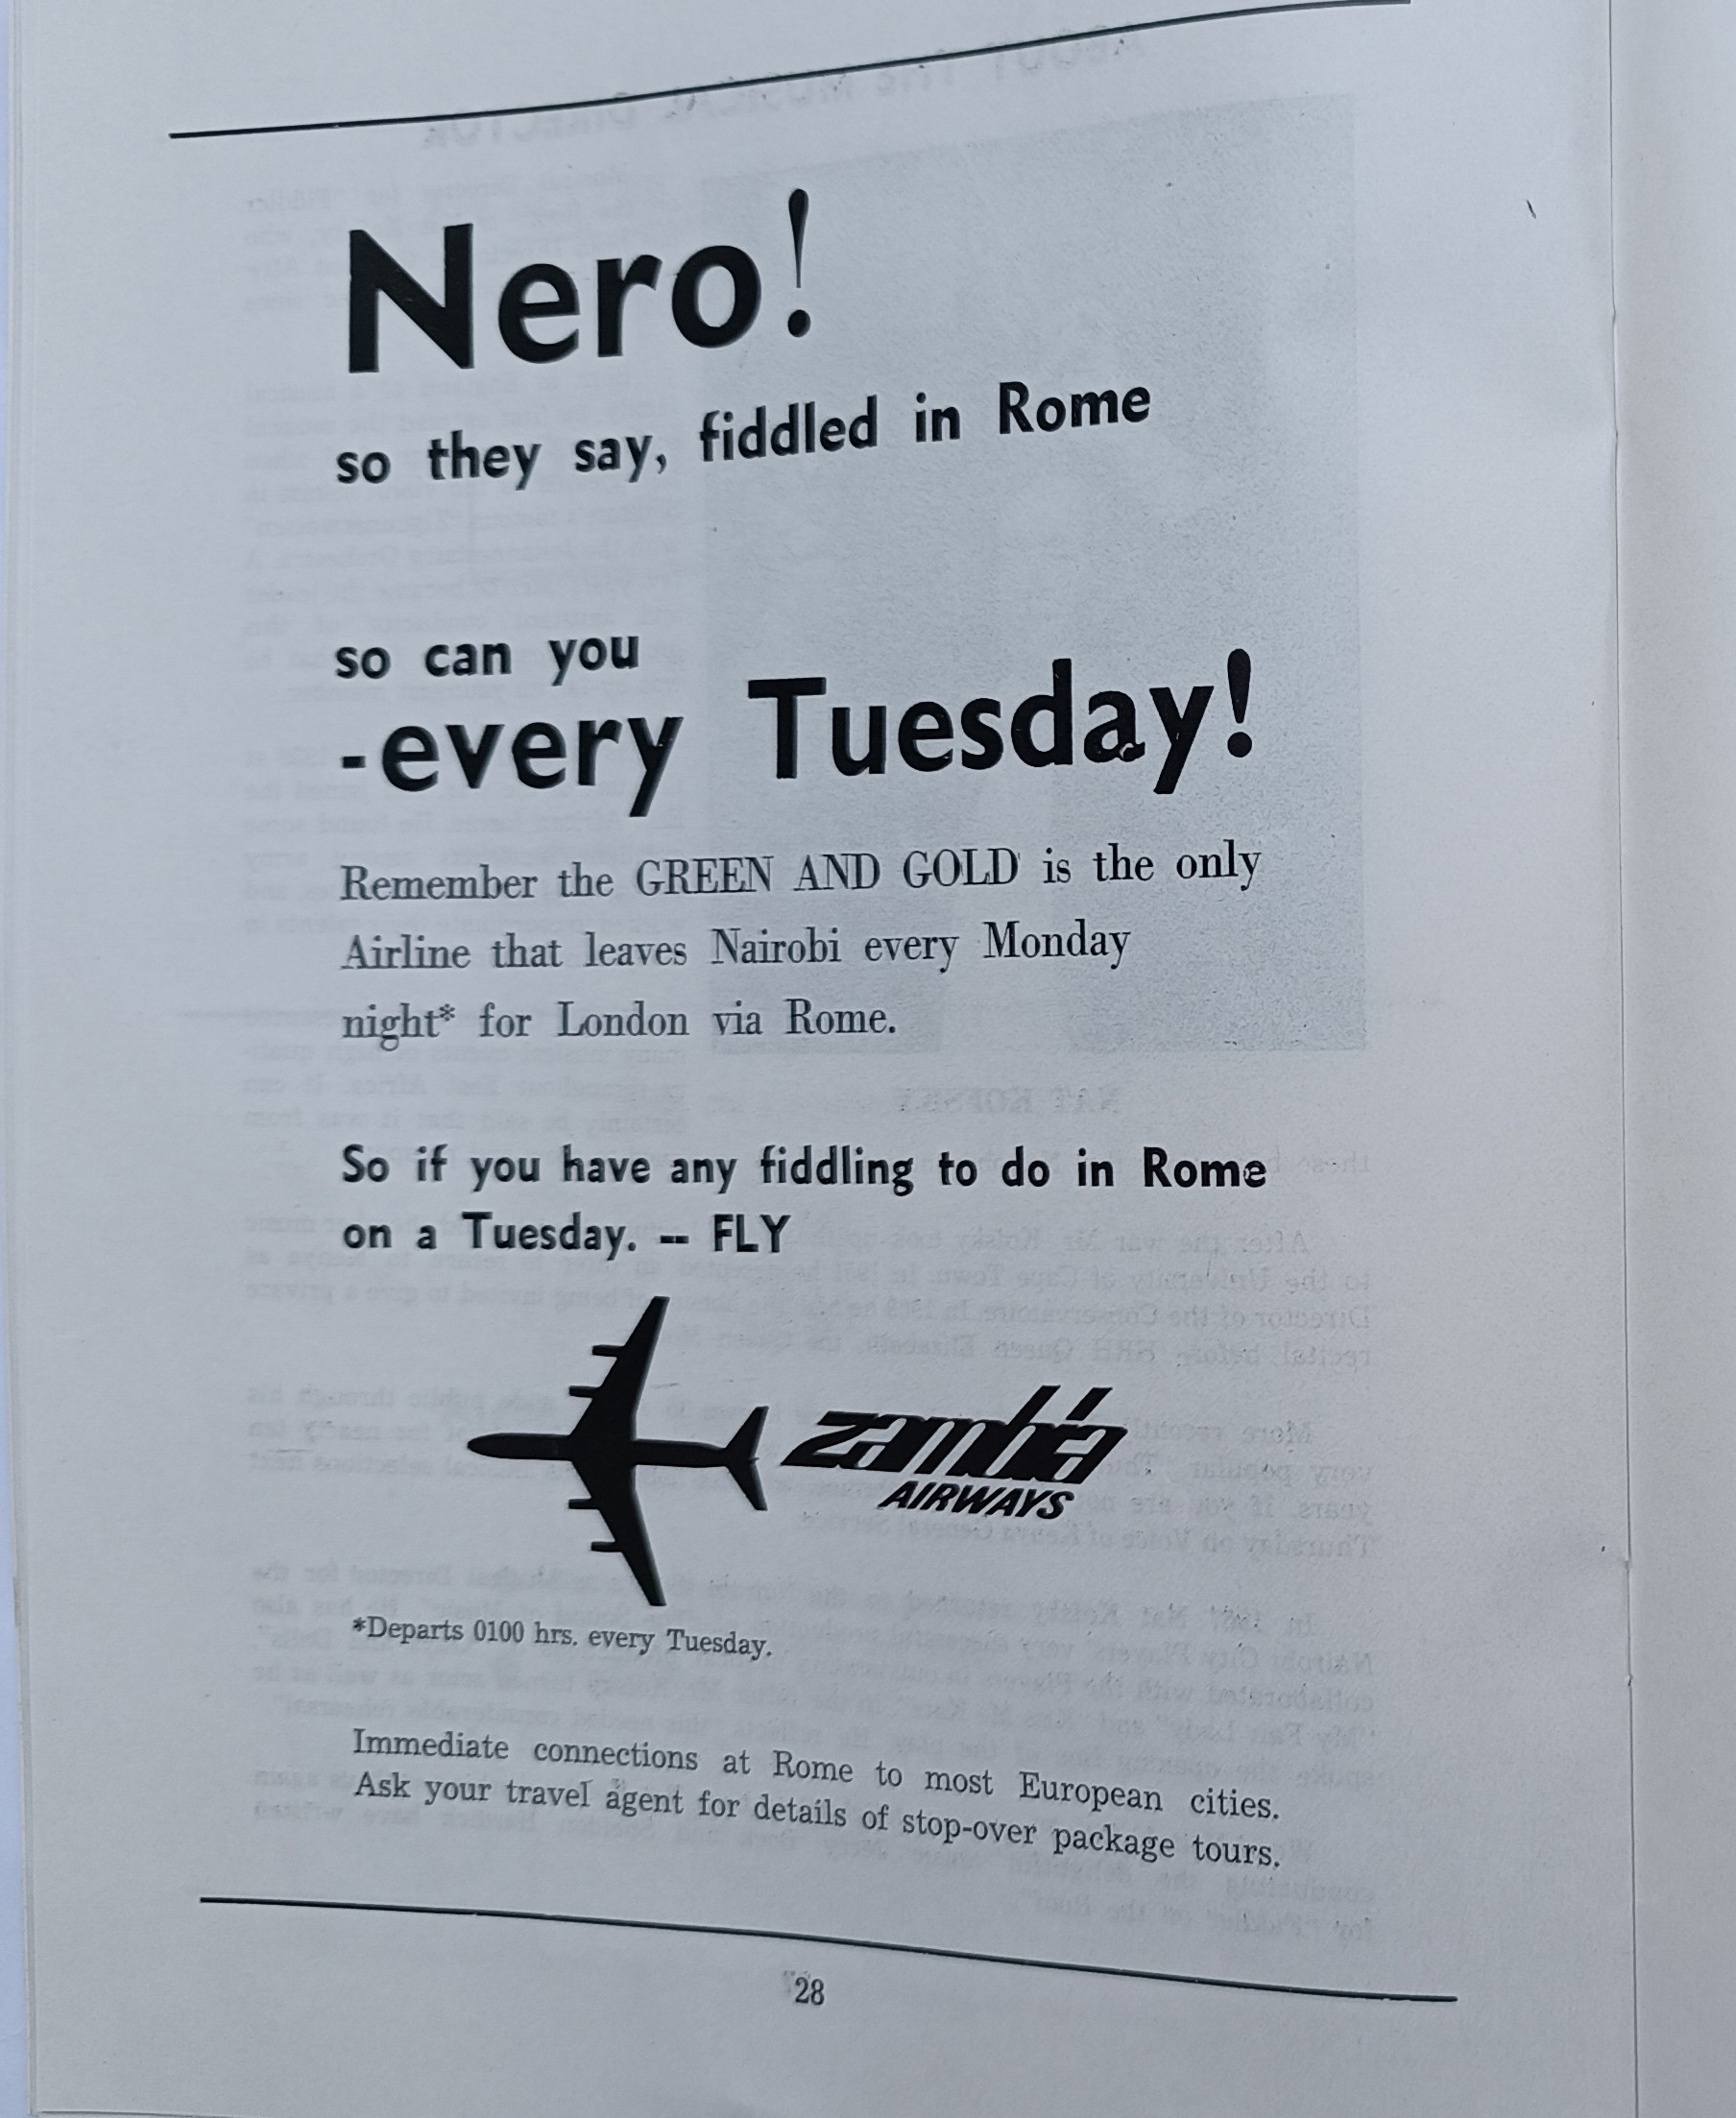 Nero!
so they say, fiddled in Rome
so can you
-every Tuesday!
Remember the GREEN AND GOLD is the only
Airline that leaves Nairobi every Monday
night* for London via Rome.
So if you have any fiddling to do in Rome
on a Tuesday. -- FLY
zambia
AIRWAYS
*Departs 0100 hrs. every Tuesday.
Immediate connections at Rome to most European cities.
Ask your travel agent for details of stop-over package tours.
28